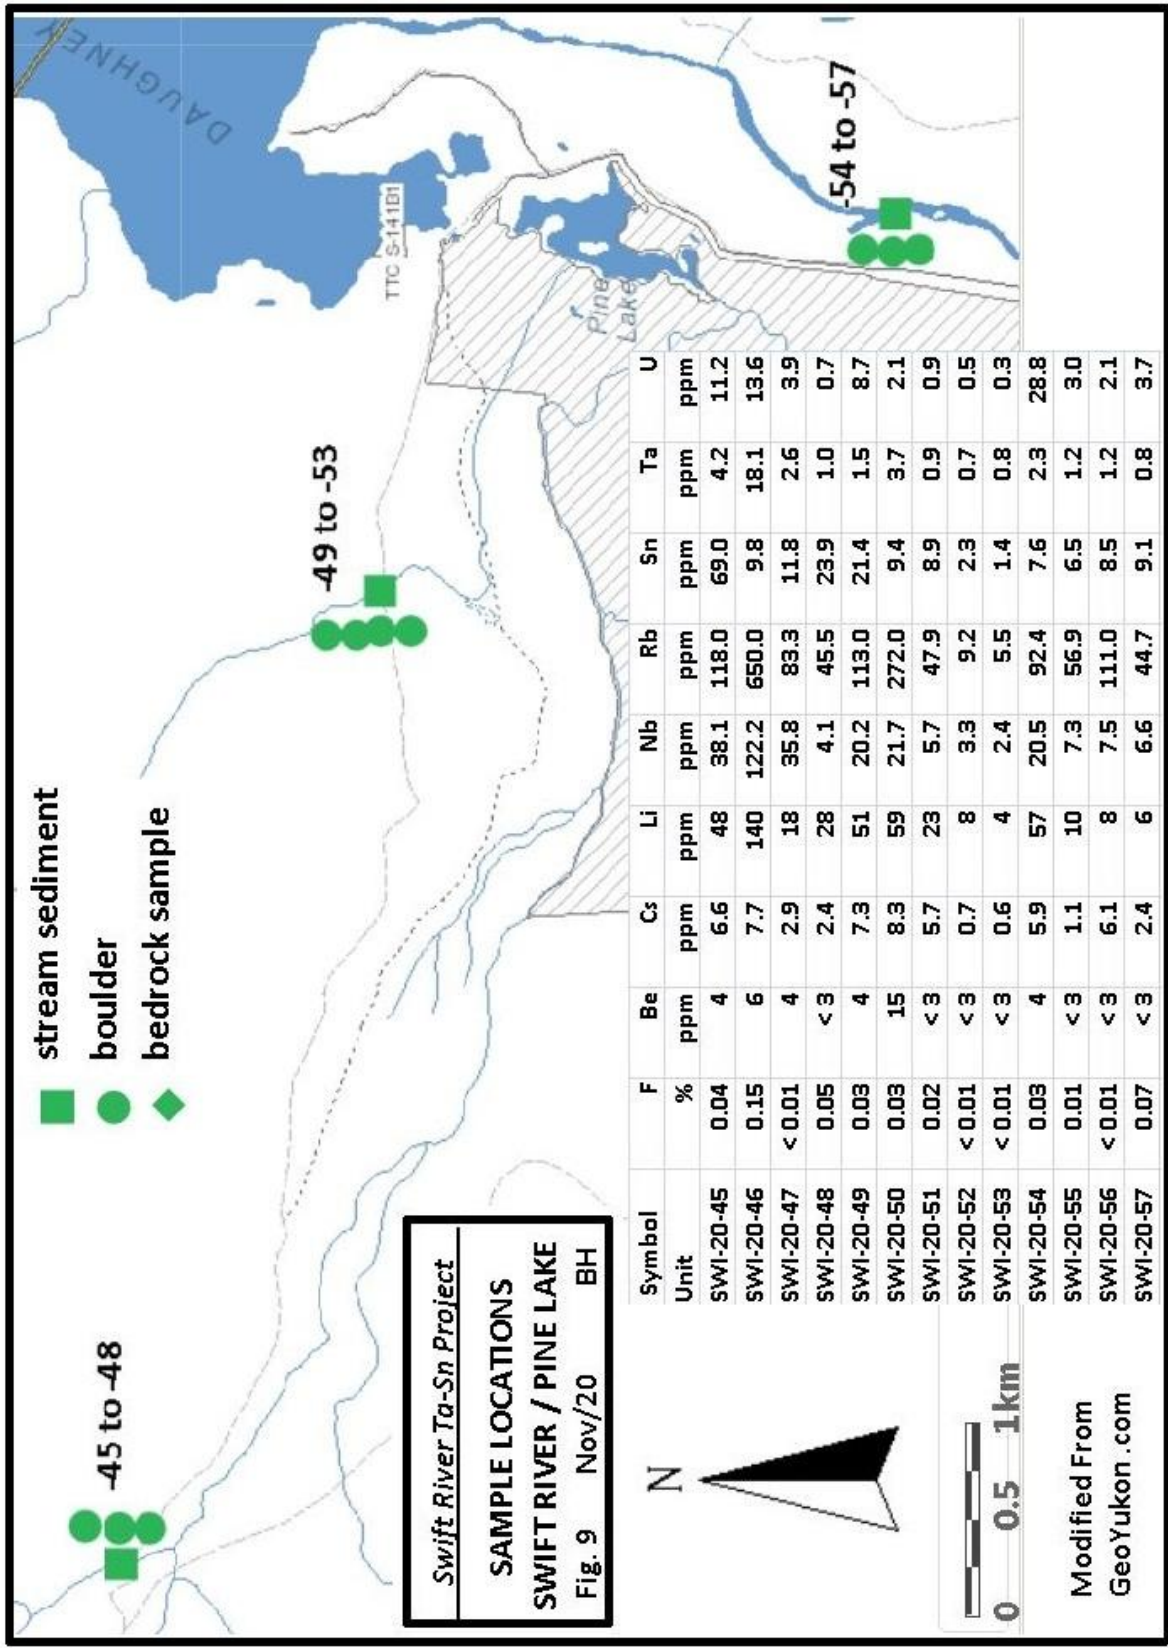 stream sediment
boulder
bedrock sample
-45 to -48
-49 to -53
-54 to -57
DAUGHNEY
TTC S-141B1
Pine
Lake
Swift River Ta-Sn Project
SAMPLE LOCATIONS
SWIFT RIVER / PINE LAKE
Fig. 9 Nov/20 BH
N
0 0.5 1km
Modified From
GeoYukon .com
Symbol F Be Cs Li Nb Rb Sn Ta U
Unit % ppm ppm ppm ppm ppm ppm ppm ppm
SWI-20-45 0.04 4 6.6 48 38.1 118.0 69.0 4.2 11.2
SWI-20-46 0.15 6 7.7 140 122.2 650.0 9.8 18.1 13.6
SWI-20-47 < 0.01 4 2.9 18 35.8 83.3 11.8 2.6 3.9
SWI-20-48 0.05 < 3 2.4 28 4.1 45.5 23.9 1.0 0.7
SWI-20-49 0.03 4 7.3 51 20.2 113.0 21.4 1.5 8.7
SWI-20-50 0.03 15 8.3 59 21.7 272.0 9.4 3.7 2.1
SWI-20-51 0.02 < 3 5.7 23 5.7 47.9 8.9 0.9 0.9
SWI-20-52 < 0.01 < 3 0.7 8 3.3 9.2 2.3 0.7 0.5
SWI-20-53 < 0.01 < 3 0.6 4 2.4 5.5 1.4 0.8 0.3
SWI-20-54 0.03 4 5.9 57 20.5 92.4 7.6 2.3 28.8
SWI-20-55 0.01 < 3 1.1 10 7.3 56.9 6.5 1.2 3.0
SWI-20-56 < 0.01 < 3 6.1 8 7.5 111.0 8.5 1.2 2.1
SWI-20-57 0.07 < 3 2.4 6 6.6 44.7 9.1 0.8 3.7